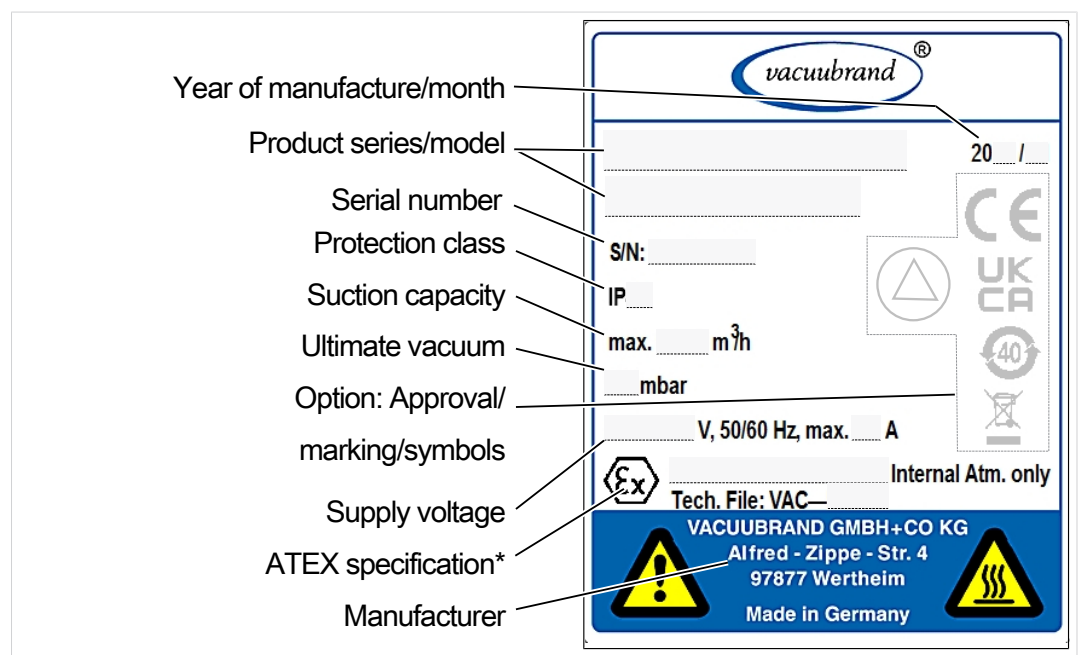 vacuubrand ®
Year of manufacture/month
Product series/model
20 /
Serial number
CE
Protection class
S/N:
UK
CA
Suction capacity
IP
Ultimate vacuum
max. m³/h
40
Option: Approval/
mbar
marking/symbols
V, 50/60 Hz, max. A
Ex Internal Atm. only
Supply voltage
Tech. File: VAC—
ATEX specification*
VACUUBRAND GMBH+CO KG
Alfred - Zippe - Str. 4
97877 Wertheim
Manufacturer
Made in Germany